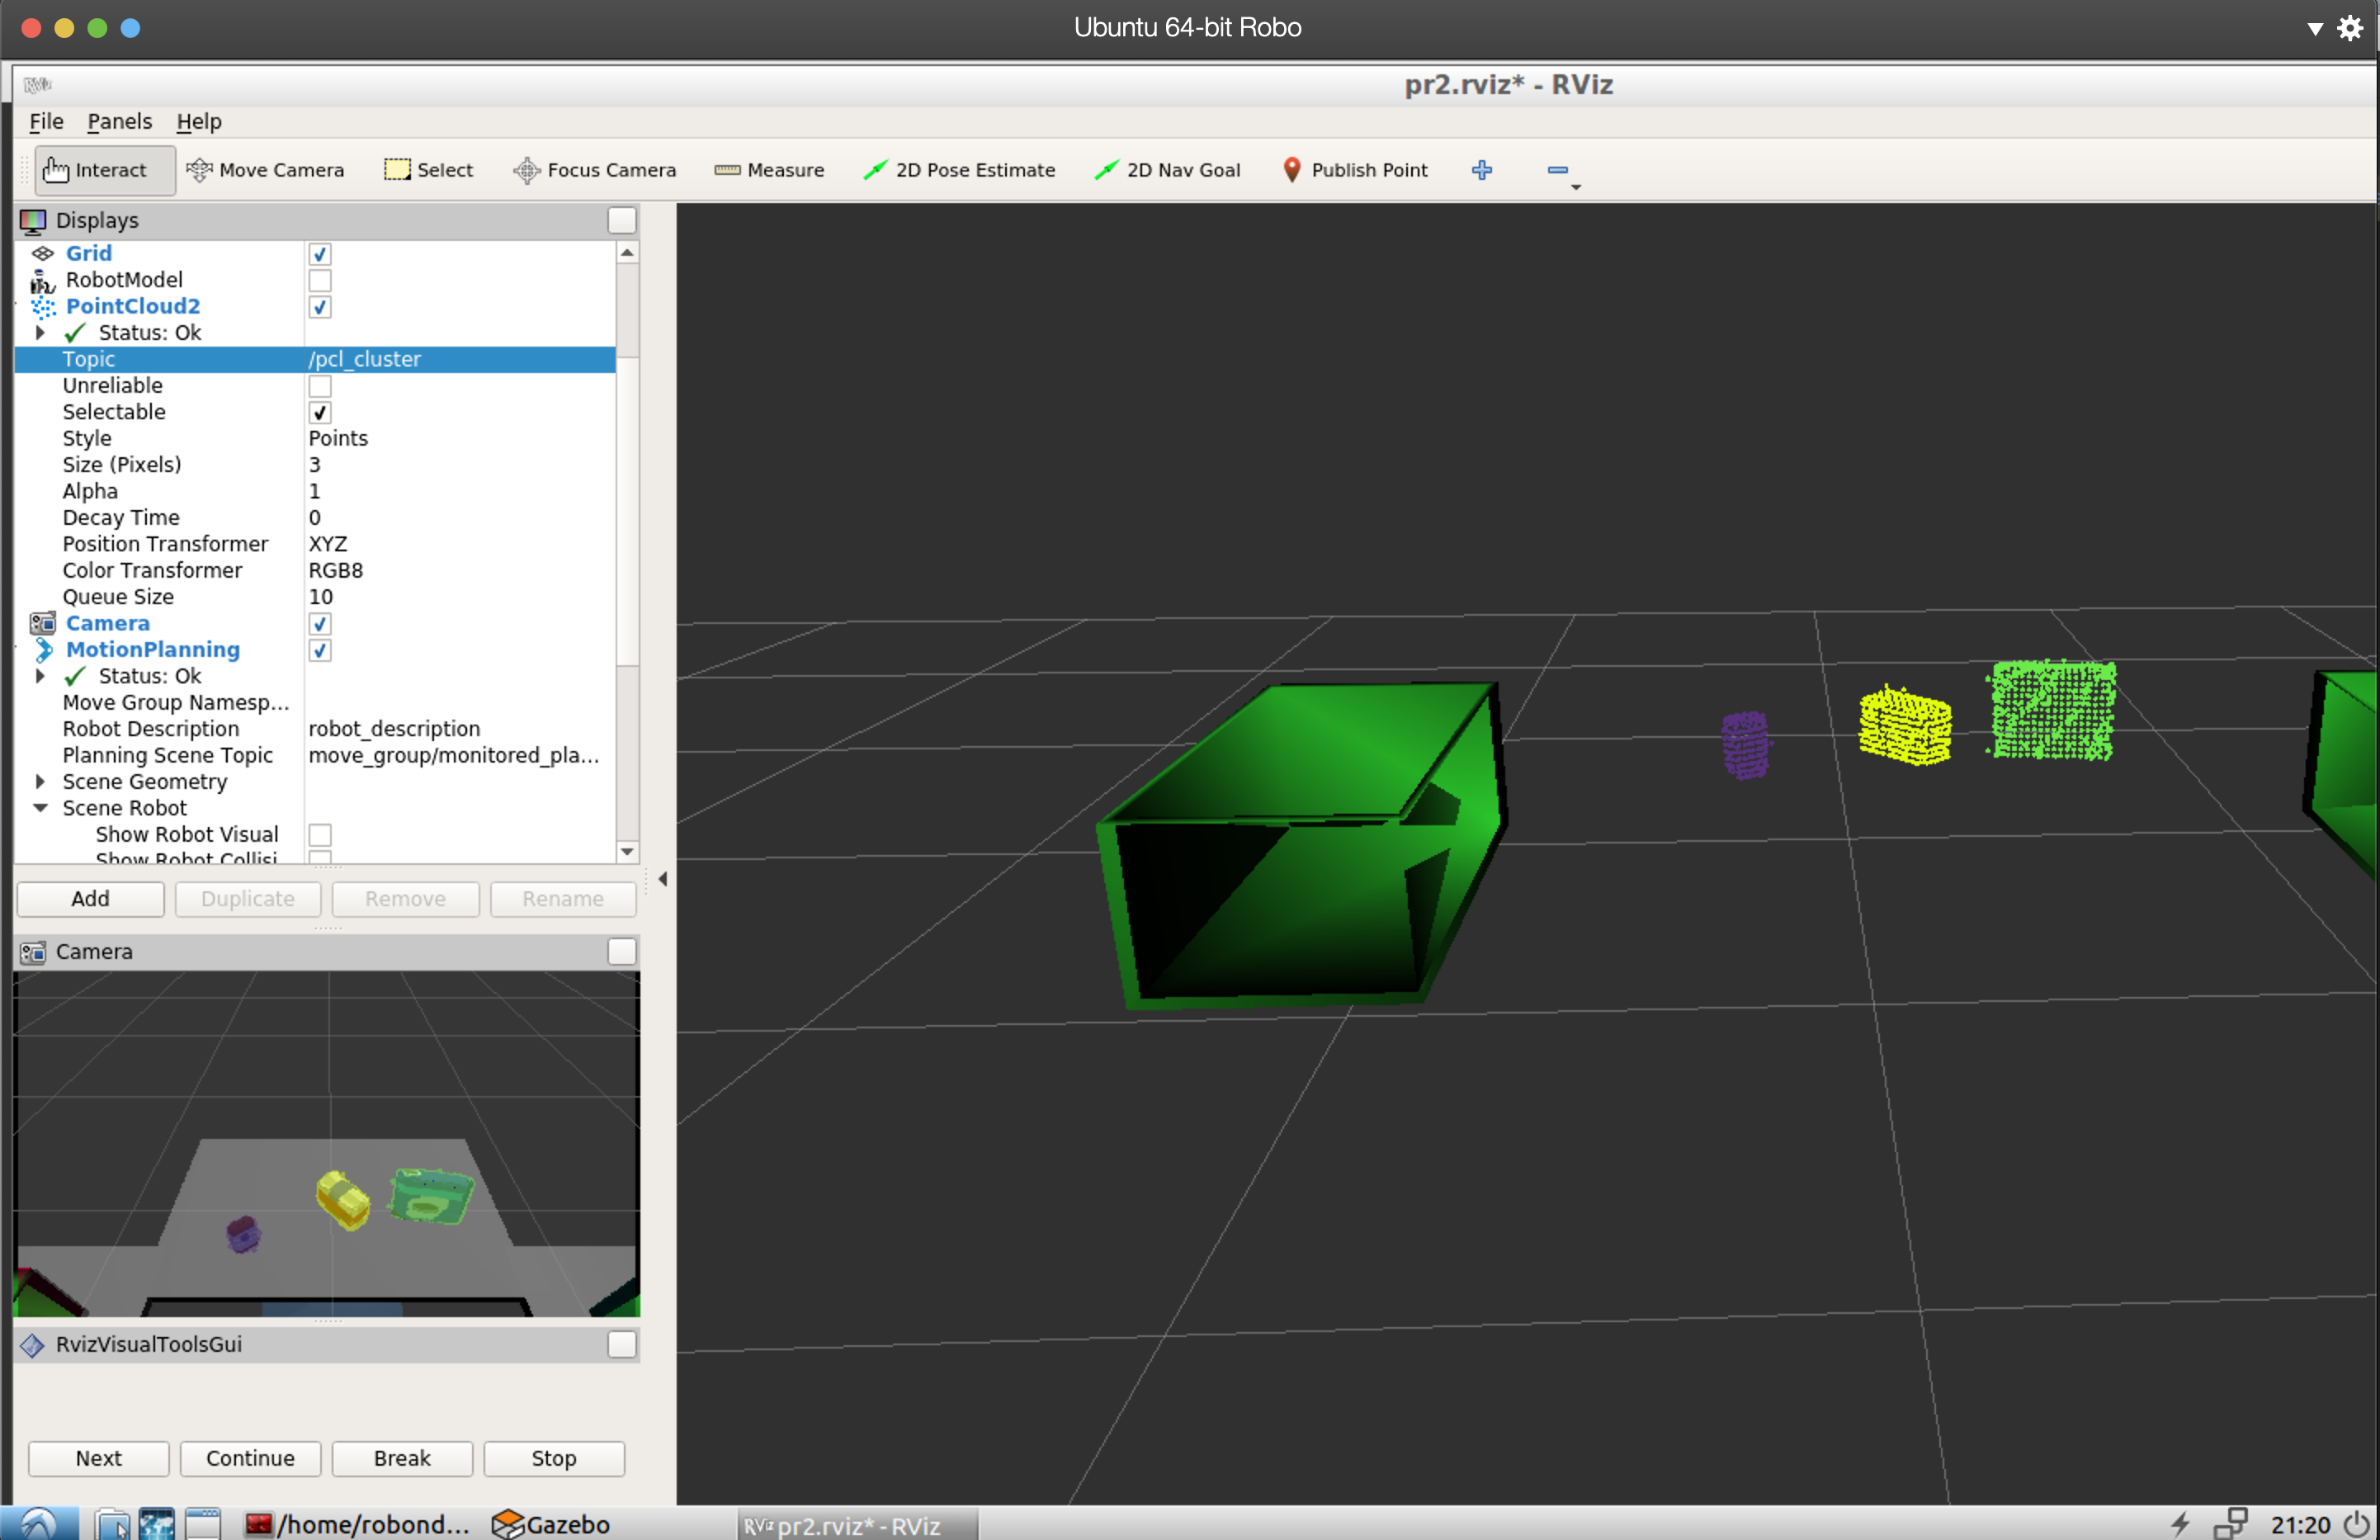 Ubuntu 64-bit Robo
RViz
pr2.rviz* - RViz
File Panels Help
Interact Move Camera Select Focus Camera Measure 2D Pose Estimate 2D Nav Goal Publish Point
Displays
Grid
RobotModel
PointCloud2
Status: Ok
Topic /pcl_cluster
Unreliable
Selectable
Style Points
Size (Pixels) 3
Alpha 1
Decay Time 0
Position Transformer XYZ
Color Transformer RGB8
Queue Size 10
Camera
MotionPlanning
Status: Ok
Move Group Namesp...
Robot Description robot_description
Planning Scene Topic move_group/monitored_pla...
Scene Geometry
Scene Robot
Show Robot Visual
Show Robot Collisi
Add Duplicate Remove Rename
Camera
RvizVisualToolsGui
Next Continue Break Stop
/home/robond... Gazebo RViz pr2.rviz* - RViz 21:20